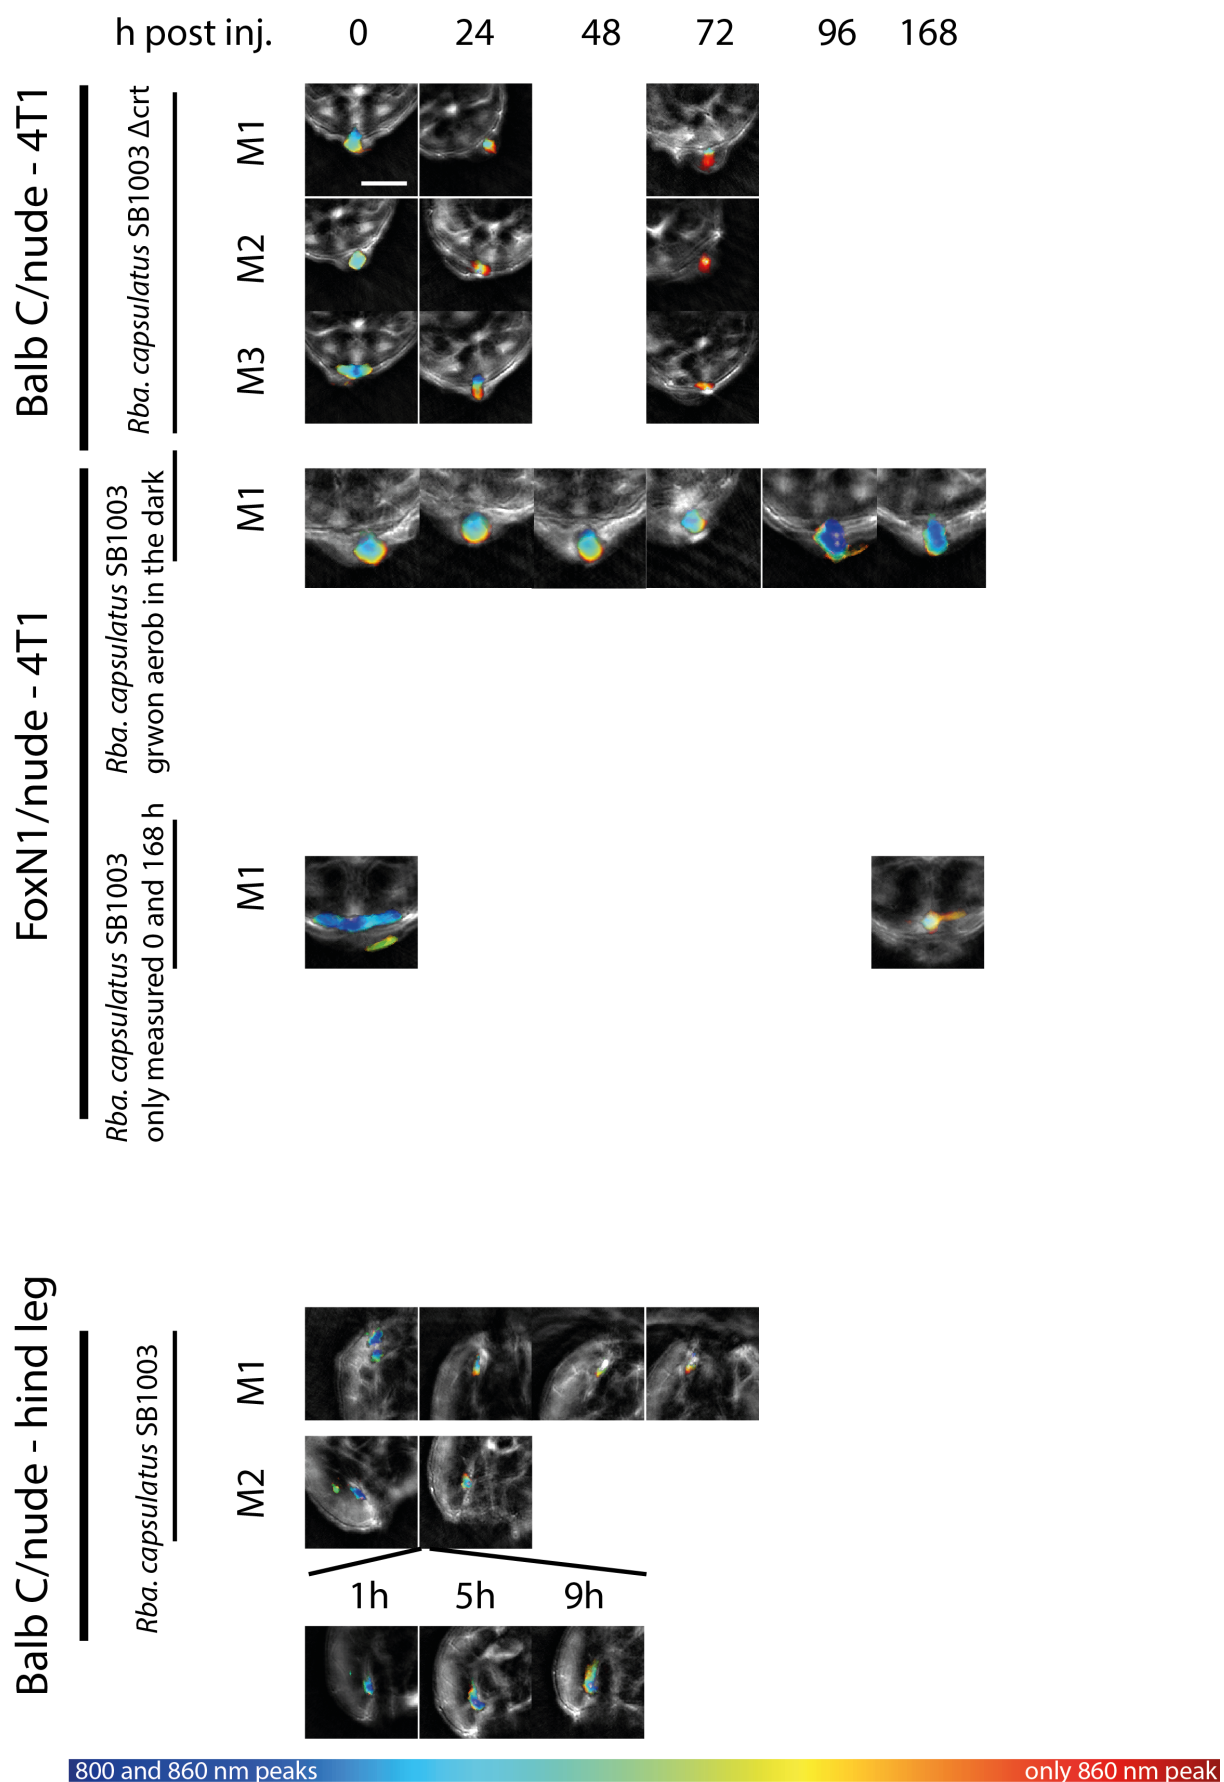 h post inj. 0 24 48 72 96 168
Balb C/nude - 4T1
Rba. capsulatus SB1003 Δcrt
M1
M2
M3
FoxN1/nude - 4T1
Rba. capsulatus SB1003
grwon aerob in the dark
M1
Rba. capsulatus SB1003
only measured 0 and 168 h
M1
Balb C/nude - hind leg
Rba. capsulatus SB1003
M1
M2
1h 5h 9h
800 and 860 nm peaks only 860 nm peak